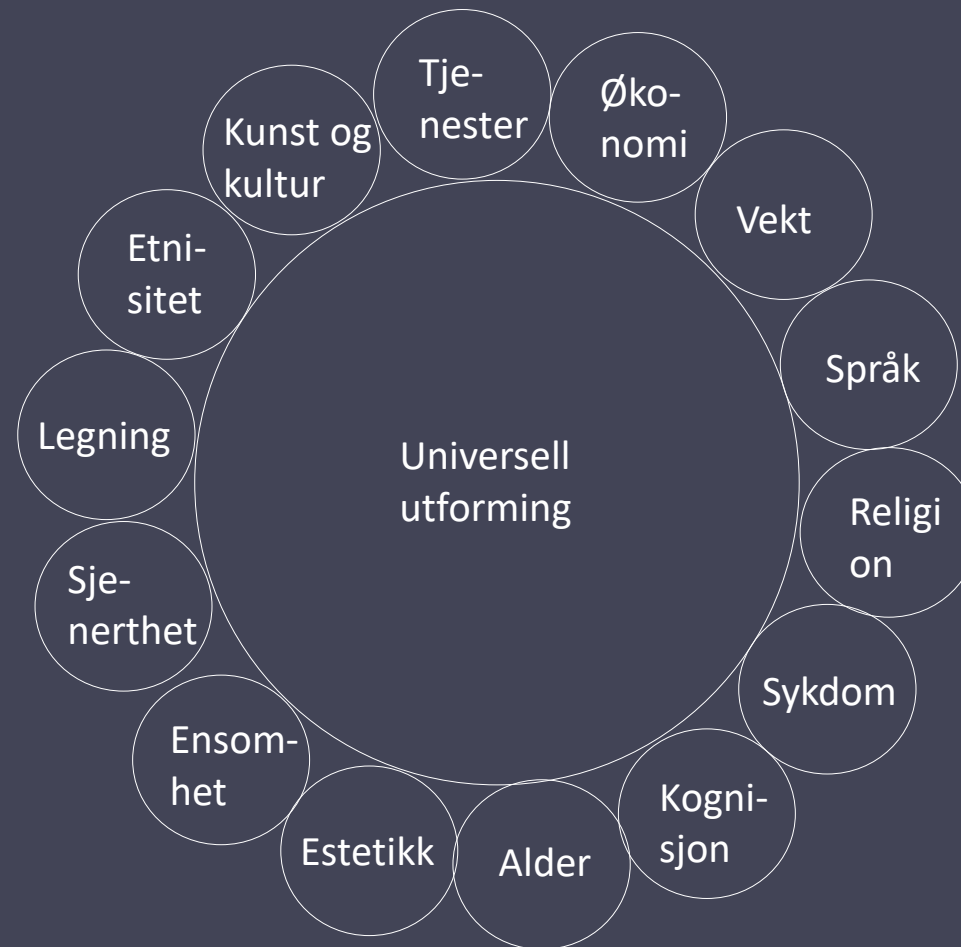 Tje-
nester
Øko-
nomi
Vekt
Språk
Religi
on
Sykdom
Kogni-
sjon
Alder
Estetikk
Ensom-
het
Sje-
nerthet
Legning
Etni-
sitet
Kunst og
kultur
Universell
utforming